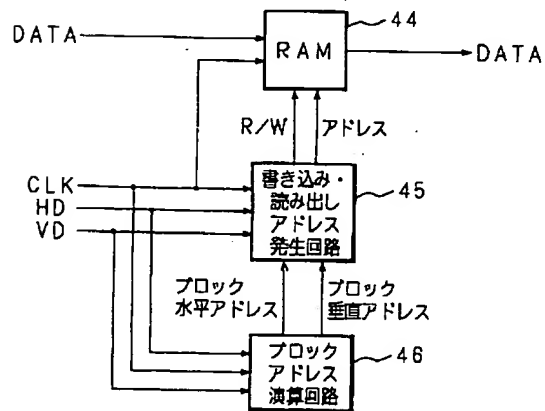 44
DATA
RAM
DATA
R/W
アドレス
CLK
HD
VD
書き込み・
読み出し
アドレス
発生回路
45
ブロック
水平アドレス
ブロック
垂直アドレス
ブロック
アドレス
演算回路
46